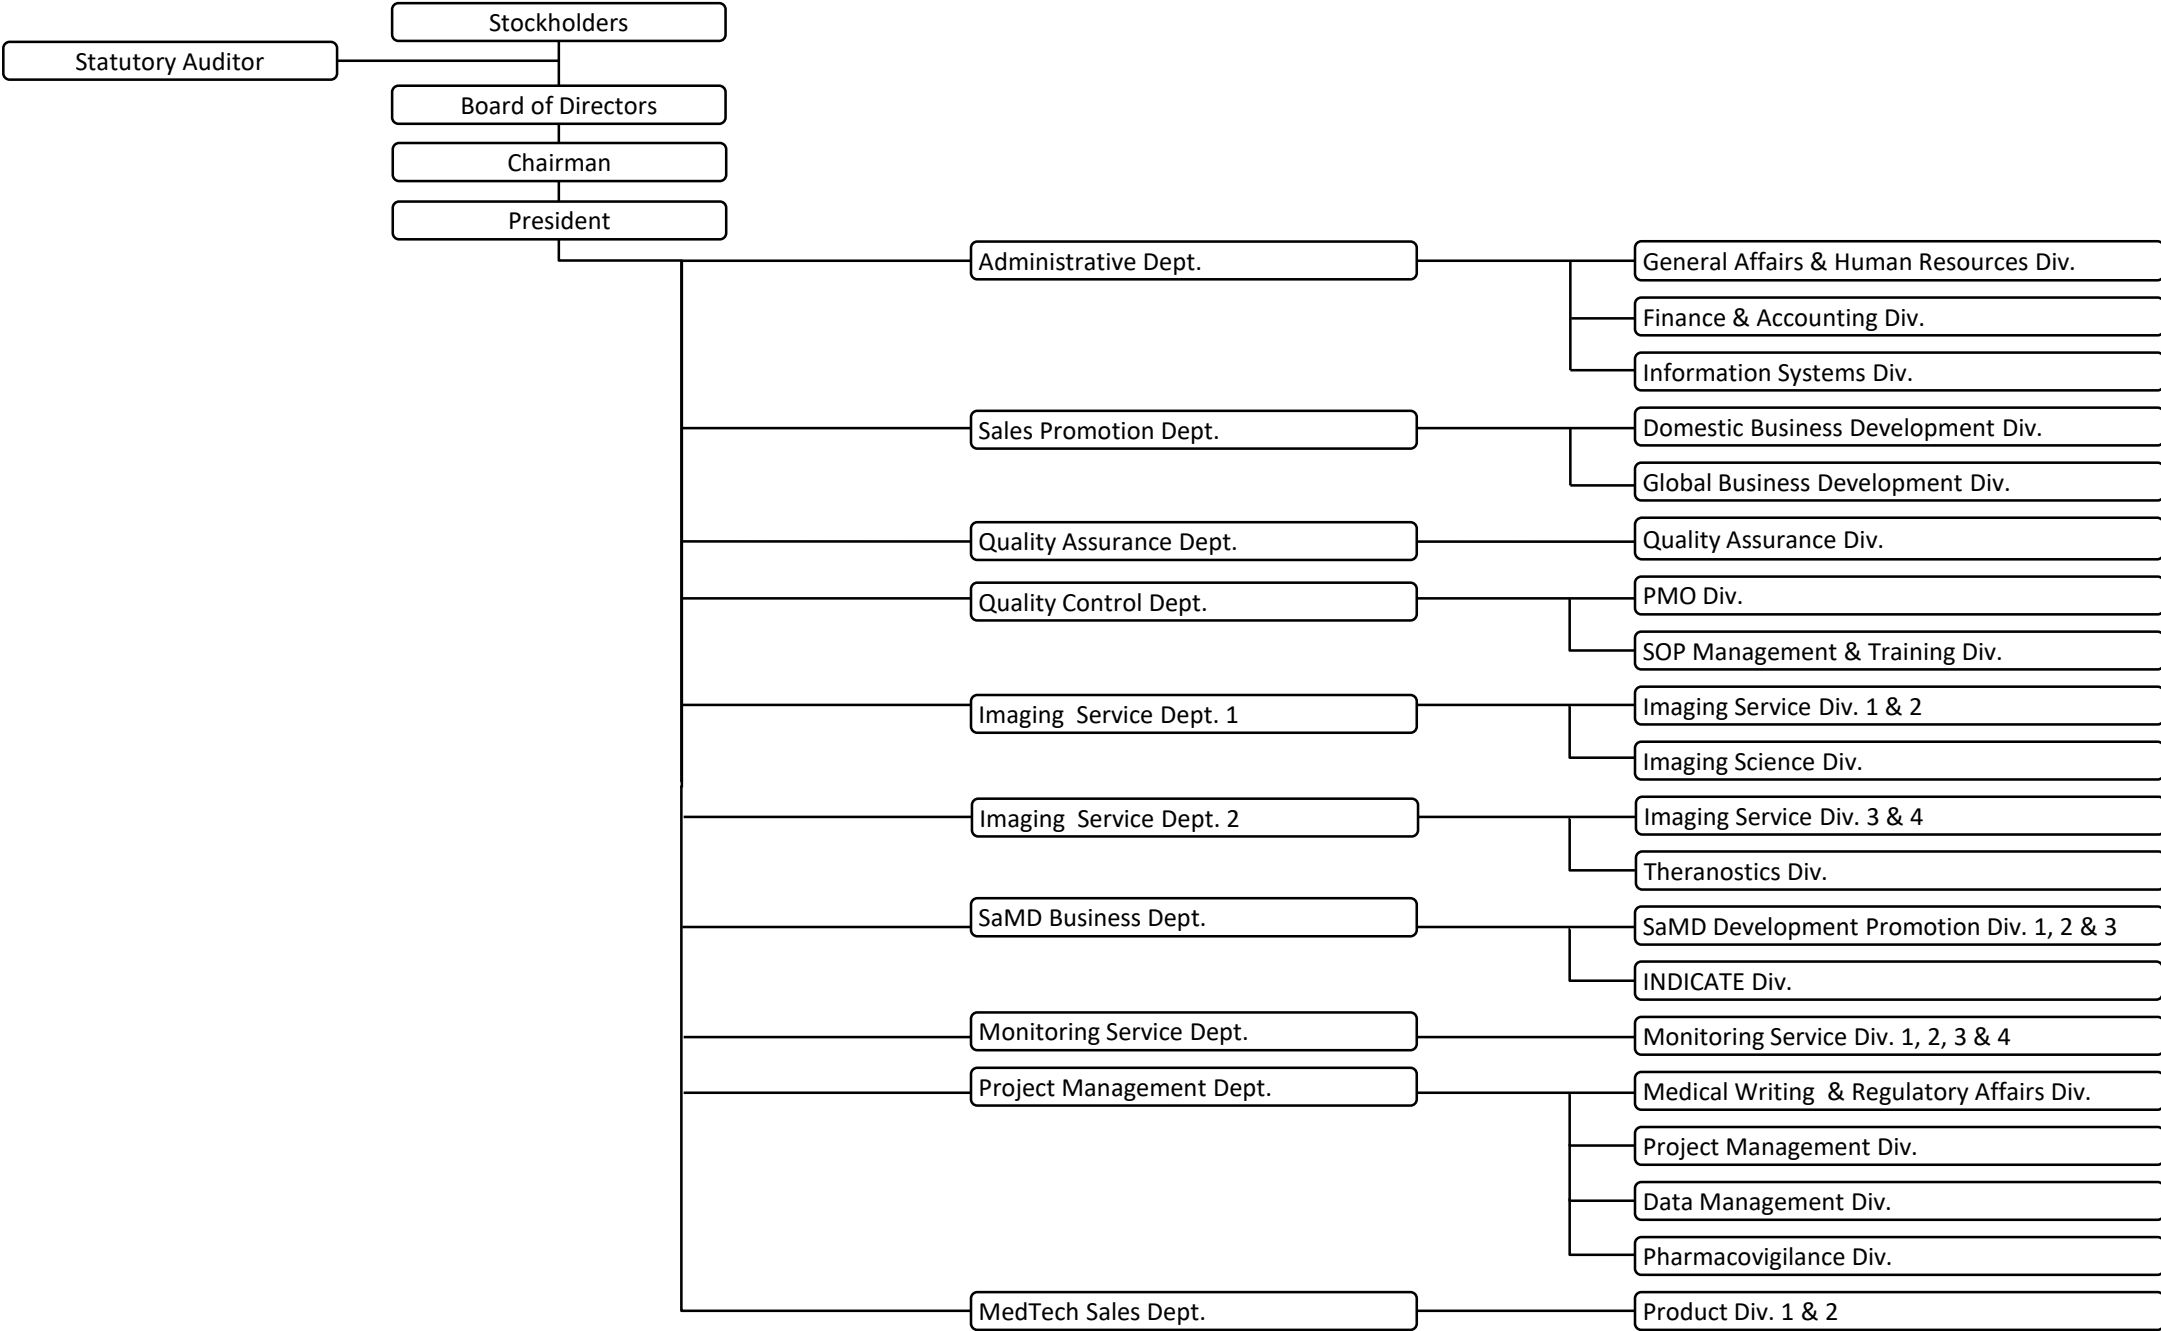 Stockholders
Statutory Auditor
Board of Directors
Chairman
President
Administrative Dept.
General Affairs & Human Resources Div.
Finance & Accounting Div.
Information Systems Div.
Sales Promotion Dept.
Domestic Business Development Div.
Global Business Development Div.
Quality Assurance Dept.
Quality Assurance Div.
Quality Control Dept.
PMO Div.
SOP Management & Training Div.
Imaging  Service Dept. 1
Imaging Service Div. 1 & 2
Imaging Science Div.
Imaging  Service Dept. 2
Imaging Service Div. 3 & 4
Theranostics Div.
SaMD Business Dept.
SaMD Development Promotion Div. 1, 2 & 3
INDICATE Div.
Monitoring Service Dept.
Monitoring Service Div. 1, 2, 3 & 4
Project Management Dept.
Medical Writing  & Regulatory Affairs Div.
Project Management Div.
Data Management Div.
Pharmacovigilance Div.
MedTech Sales Dept.
Product Div. 1 & 2